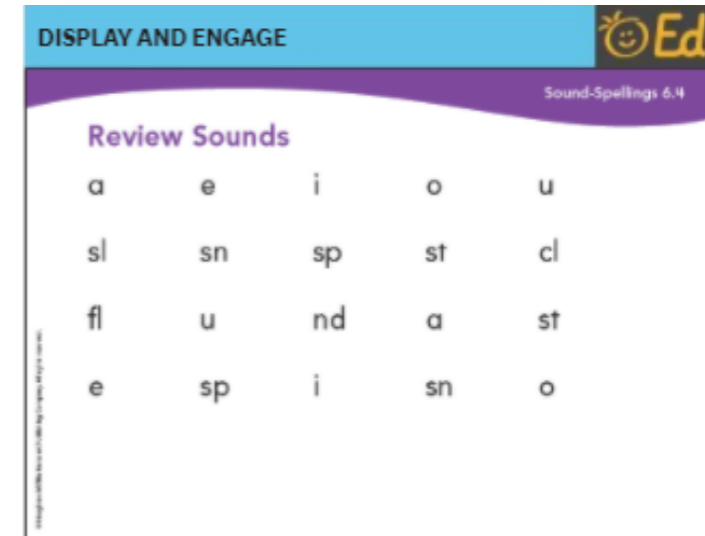 DISPLAY AND ENGAGE
Ed
Sound-Spellings 6.4
Review Sounds
a e i o u
sl sn sp st cl
fl u nd a st
e sp i sn o